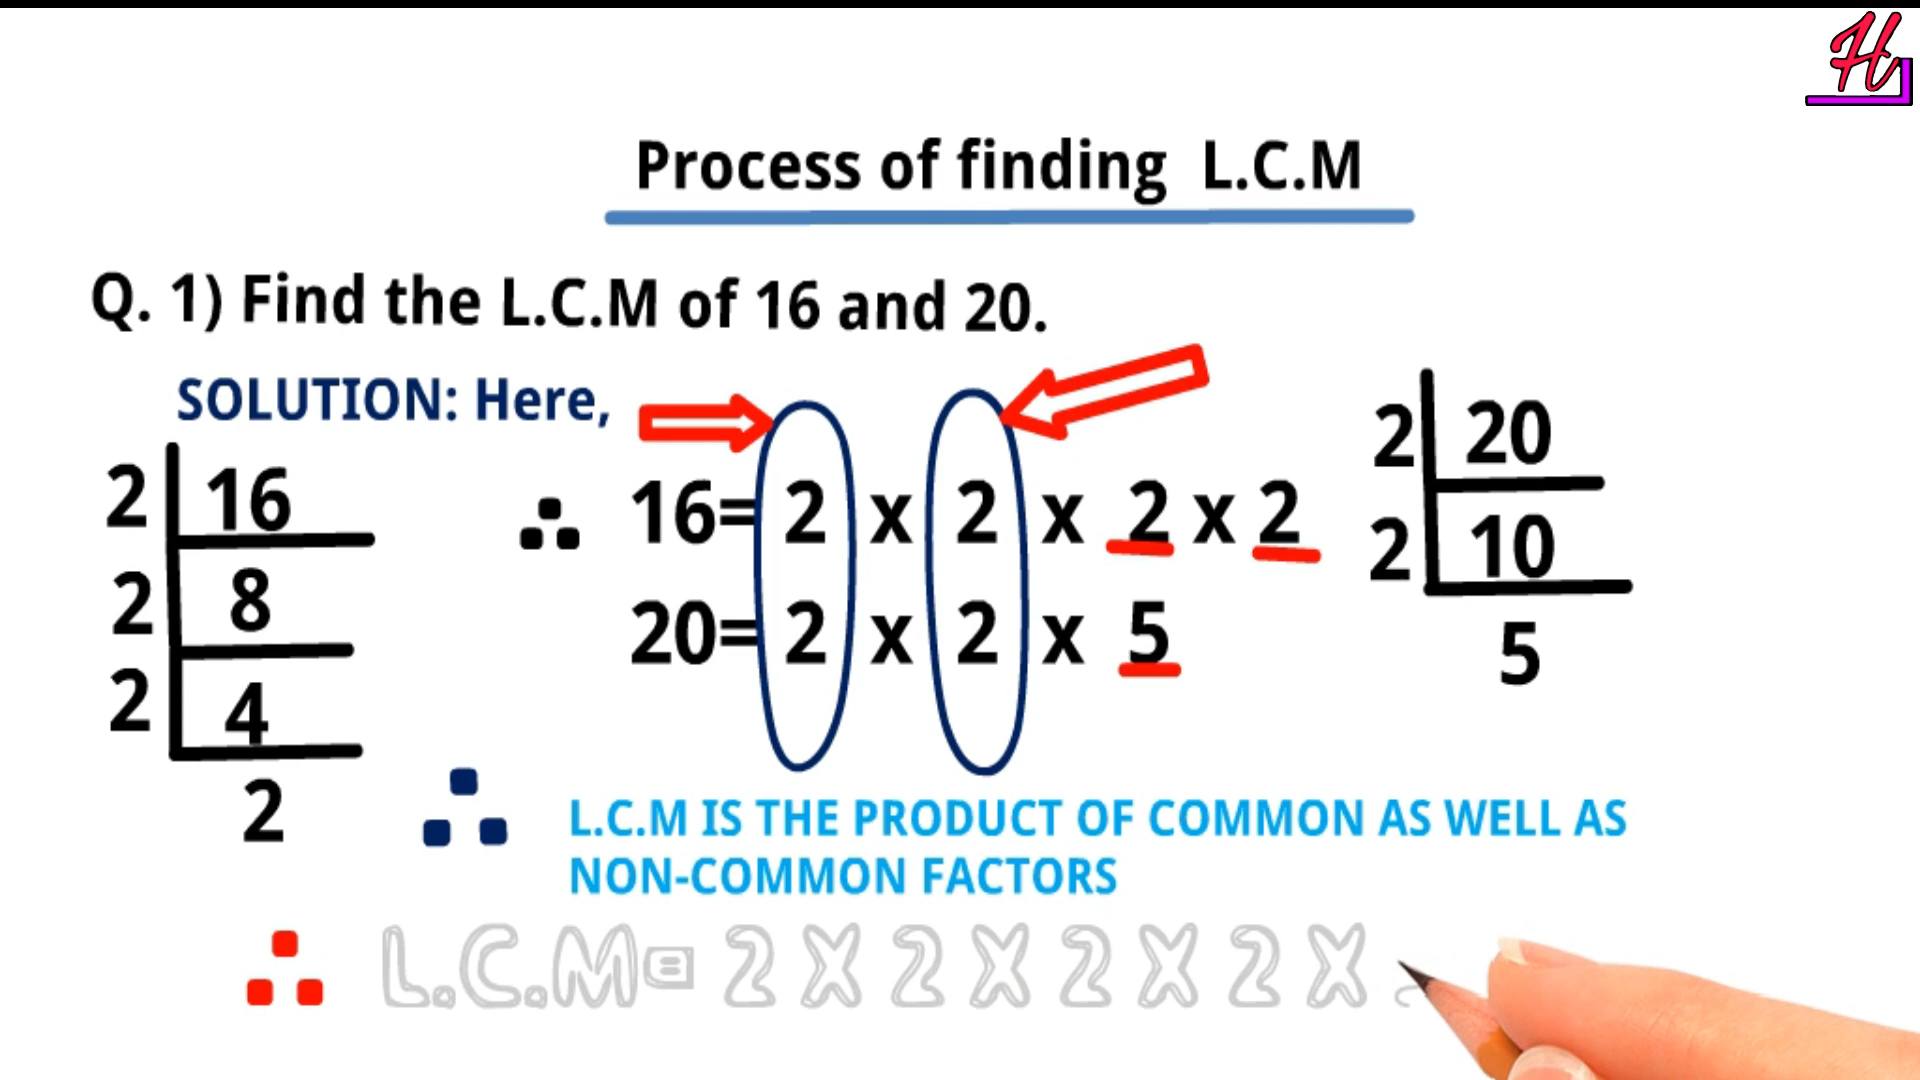 H
Process of finding L.C.M
Q. 1) Find the L.C.M of 16 and 20.
SOLUTION: Here,
2 16
2 8
2 4
2
∴ 16= 2 x 2 x 2 x 2
20= 2 x 2 x 5
2 20
2 10
5
∴ L.C.M IS THE PRODUCT OF COMMON AS WELL AS
NON-COMMON FACTORS
∴ L.C.M= 2 X 2 X 2 X 2 X